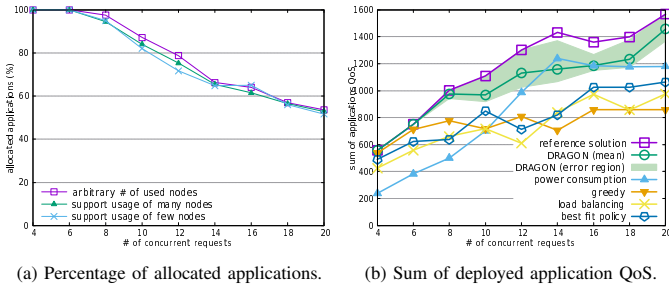 100
80
60
40
20
0
4 6 8 10 12 14 16 18 20
allocated applications (%)
# of concurrent requests
arbitrary # of used nodes
support usage of many nodes
support usage of few nodes
(a) Percentage of allocated applications.
1600
1400
1200
1000
800
600
400
200
0
4 6 8 10 12 14 16 18 20
sum of applications QoS
# of concurrent requests
reference solution
DRAGON (mean)
DRAGON (error region)
power consumption
greedy
load balancing
best fit policy
(b) Sum of deployed application QoS.